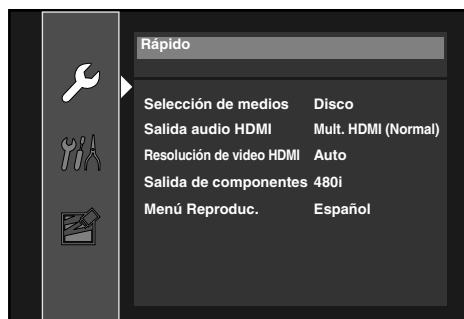 Rápido
Selección de medios Disco
Salida audio HDMI Mult. HDMI (Normal)
Resolución de video HDMI Auto
Salida de componentes 480i
Menú Reproduc. Español